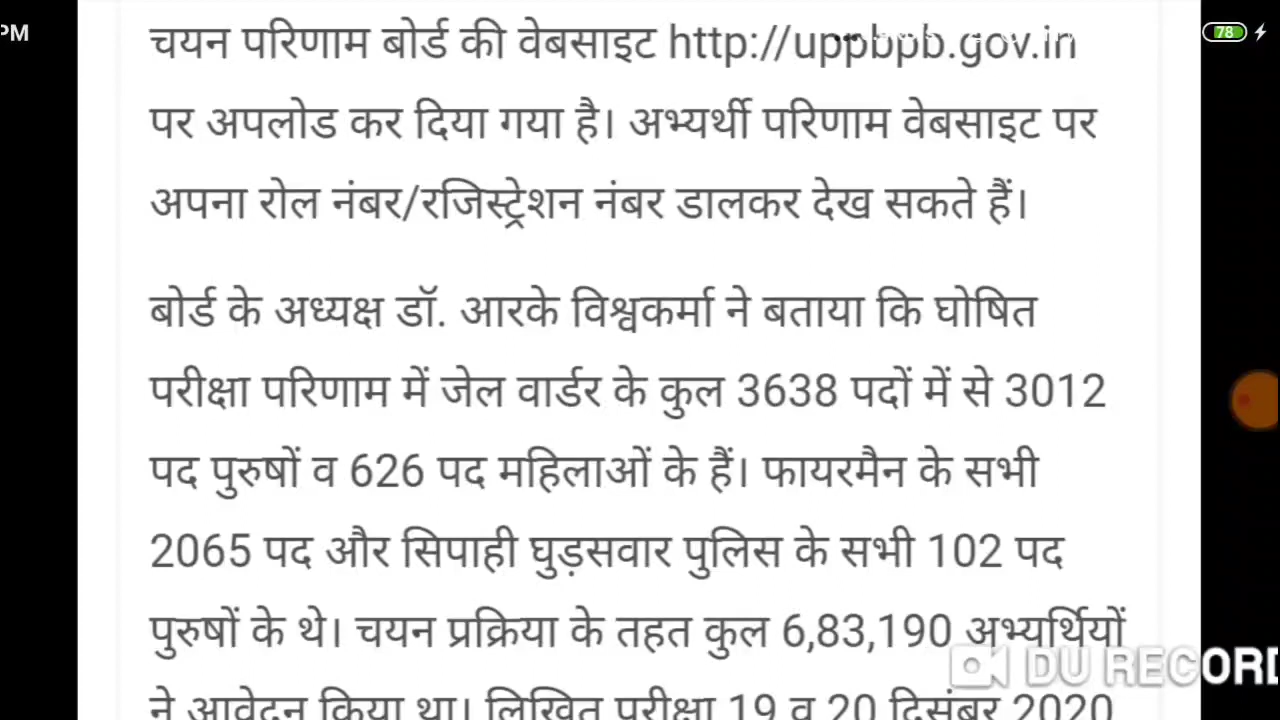 PM
78
चयन परिणाम बोर्ड की वेबसाइट http://uppbpb.gov.in
पर अपलोड कर दिया गया है। अभ्यर्थी परिणाम वेबसाइट पर
अपना रोल नंबर/रजिस्ट्रेशन नंबर डालकर देख सकते हैं।
बोर्ड के अध्यक्ष डॉ. आरके विश्वकर्मा ने बताया कि घोषित
परीक्षा परिणाम में जेल वार्डर के कुल 3638 पदों में से 3012
पद पुरुषों व 626 पद महिलाओं के हैं। फायरमैन के सभी
2065 पद और सिपाही घुड़सवार पुलिस के सभी 102 पद
पुरुषों के थे। चयन प्रक्रिया के तहत कुल 6,83,190 अभ्यर्थियों
ने आवेदन किया था। लिखित परीक्षा 19 व 20 दिसंबर 2020
DU RECORD